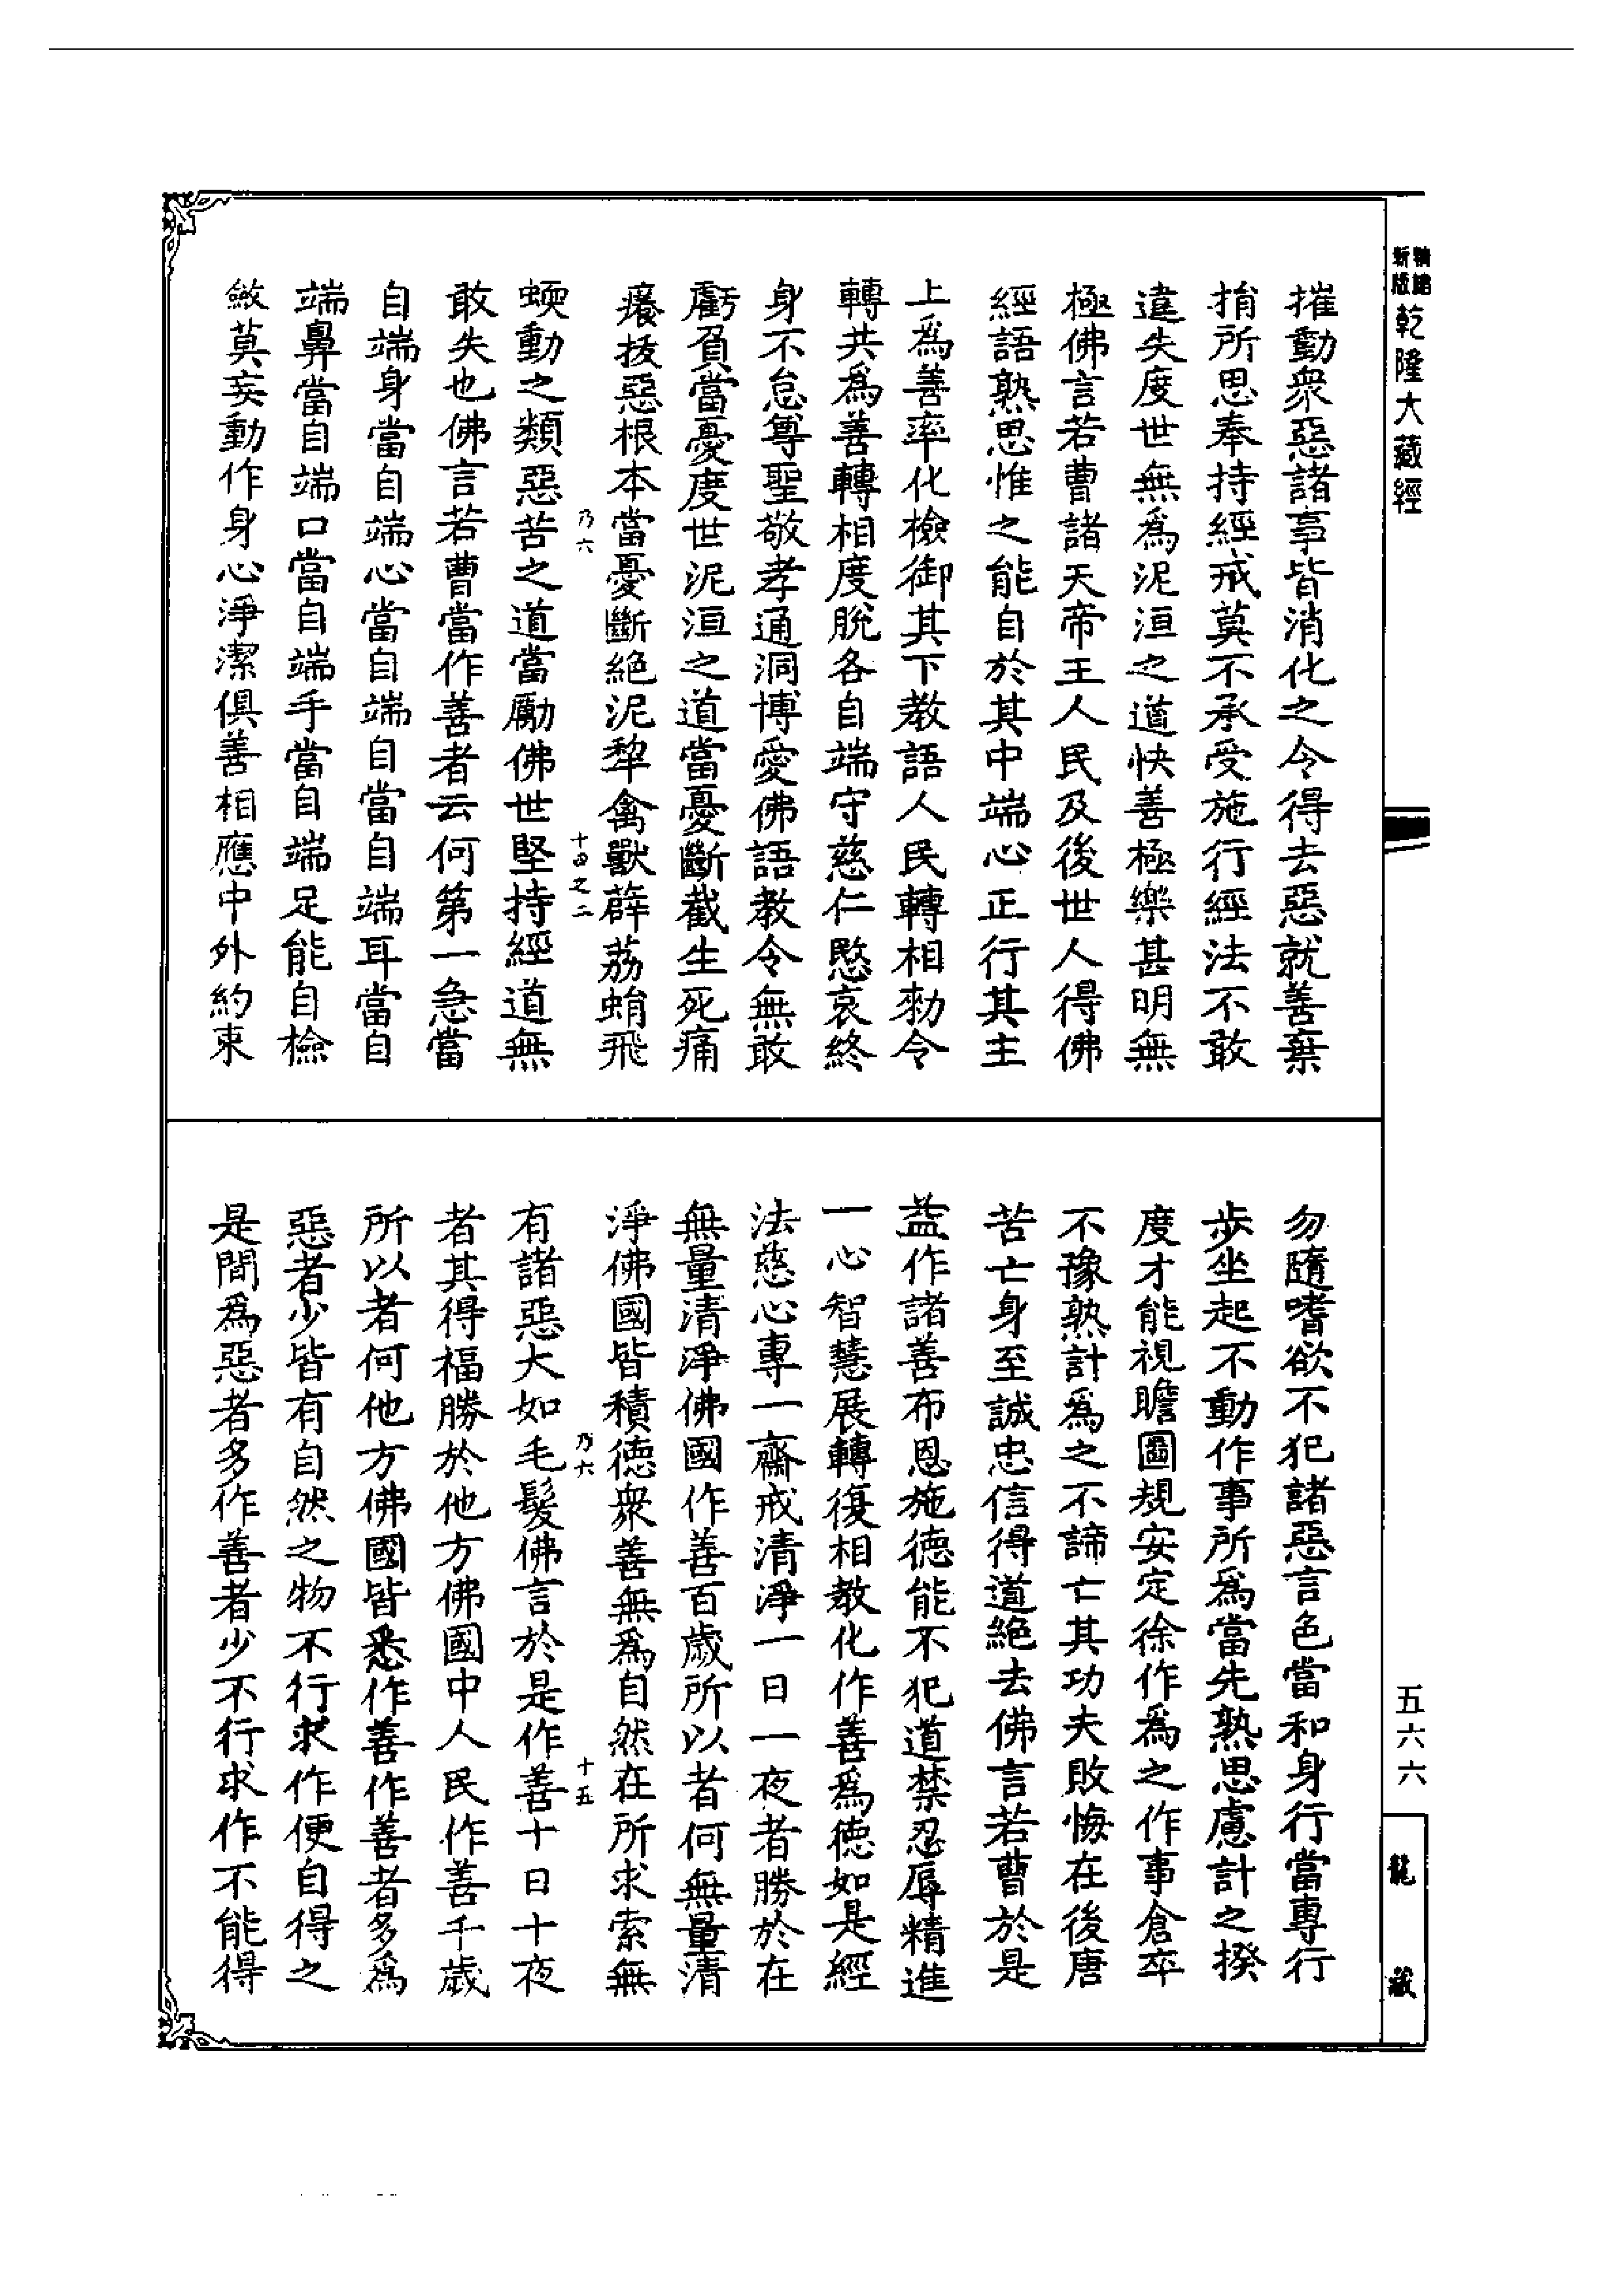 新版
乾隆大藏經
摧動衆惡諸事皆消化之令得去惡就善棄
捐所思奉持經戒莫不承受施行經法不敢
違失度世無爲泥洹之道快善極樂甚明無
極佛言若曹諸天帝王人民及後世人得佛
經語熟思惟之能自於其中端心正行其主
上爲善率化檢御其下教語人民轉相勑令
轉共爲善轉相度脫各自端守慈仁愍哀終
身不怠尊聖敬孝通洞博愛佛語教令無敢
虧負當憂度世泥洹之道當憂斷截生死痛
癢拔惡根本當憂斷絕泥犂禽獸薜荔蜎飛
乃六
十四之二
蝡動之類惡苦之道當勵佛世堅持經道無
敢失也佛言若曹當作善者云何第一急當
自端身當自端心當自端目當自端耳當自
端鼻當自端口當自端手當自端足能自檢
斂莫妄動作身心淨潔俱善相應中外約束
勿隨嗜欲不犯諸惡言色當和身行當專行
步坐起不動作事所爲當先熟思慮計之揆
度才能視瞻圖規安定徐作爲之作事倉卒
不豫熟計爲之不諦亡其功夫敗悔在後唐
苦亡身至誠忠信得道絕去佛言若曹於是
益作諸善布恩施德能不犯道禁忍辱精進
一心智慧展轉復相教化作善爲德如是經
法慈心專一齋戒清淨一日一夜者勝於在
無量清淨佛國作善百歲所以者何無量清
淨佛國皆積德衆善無爲自然在所求索無
乃六
十五
有諸惡大如毛髮佛言於是作善十日十夜
者其得福勝於他方佛國中人民作善千歲
所以者何他方佛國皆悉作善作善者多爲
惡者少皆有自然之物不行求作便自得之
是間爲惡者多作善者少不行求作不能得
五六六
龍藏